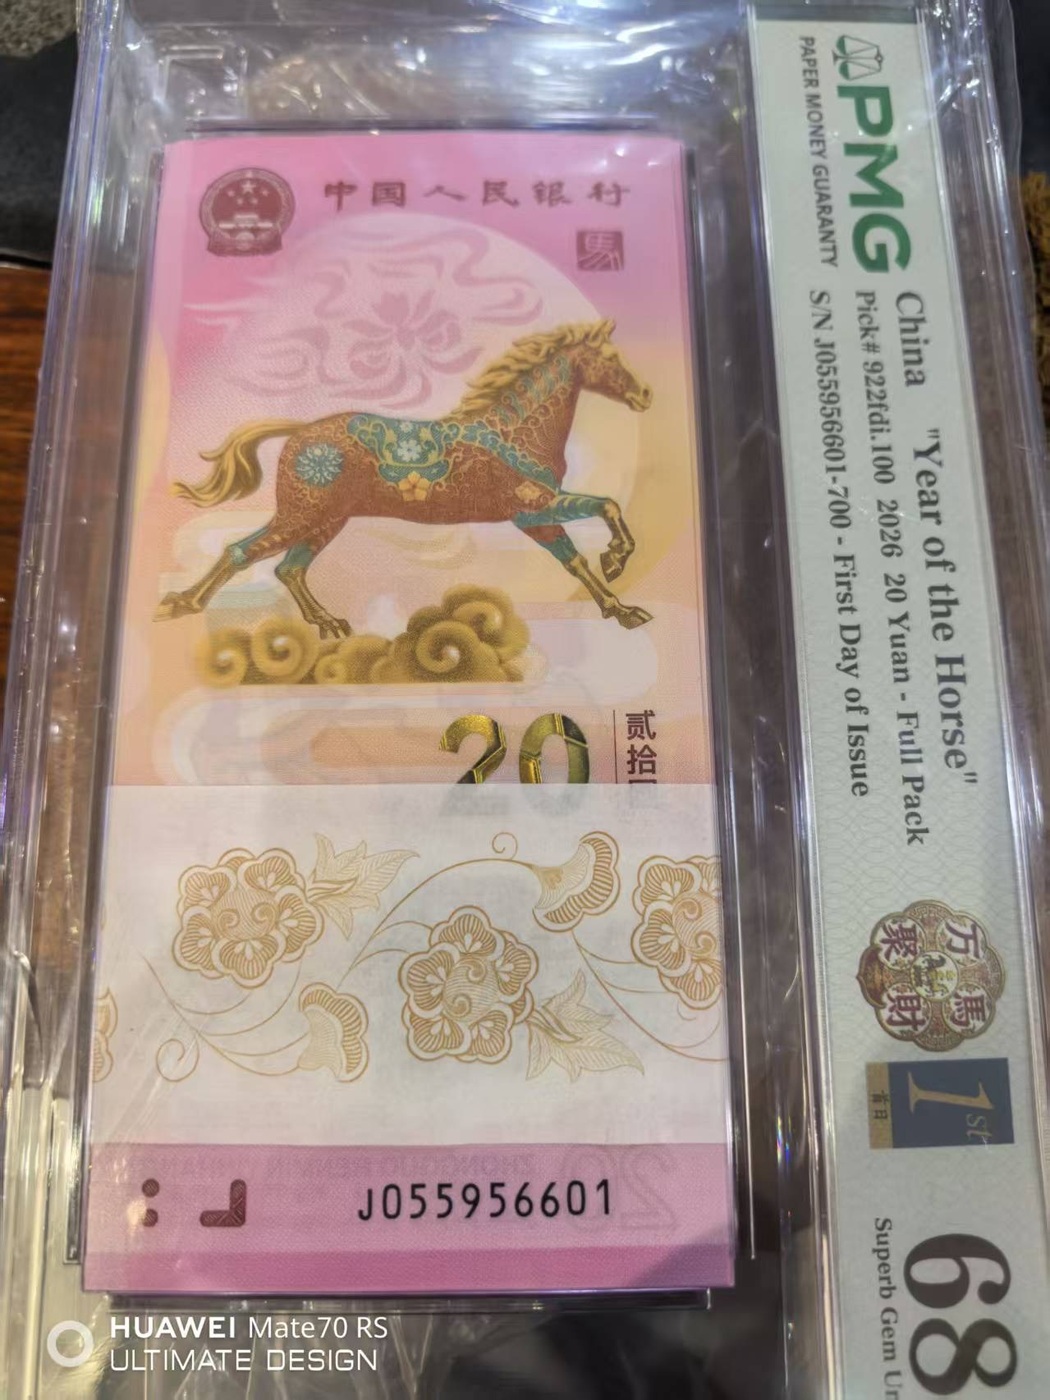 中国人民银行
馬
20
贰拾
J055956601
PMG
PAPER MONEY GUARANTY
China "Year of the Horse"
Pick# 922fdi.100 2026 20 Yuan - Full Pack
S/N J055956601-700 - First Day of Issue
万馬
聚財
1st
首日
68
Superb Gem Un
HUAWEI Mate70 RS
ULTIMATE DESIGN